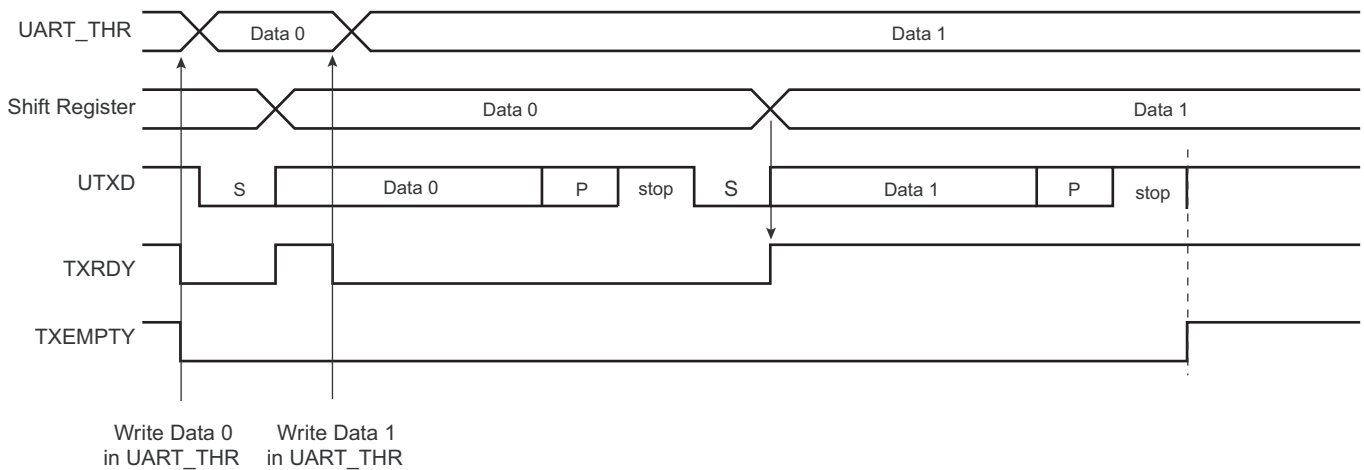 UART_THR
Data 0
Data 1
Shift Register
Data 0
Data 1
UTXD
S
Data 0
P
stop
S
Data 1
P
stop
TXRDY
TXEMPTY
Write Data 0
in UART_THR
Write Data 1
in UART_THR